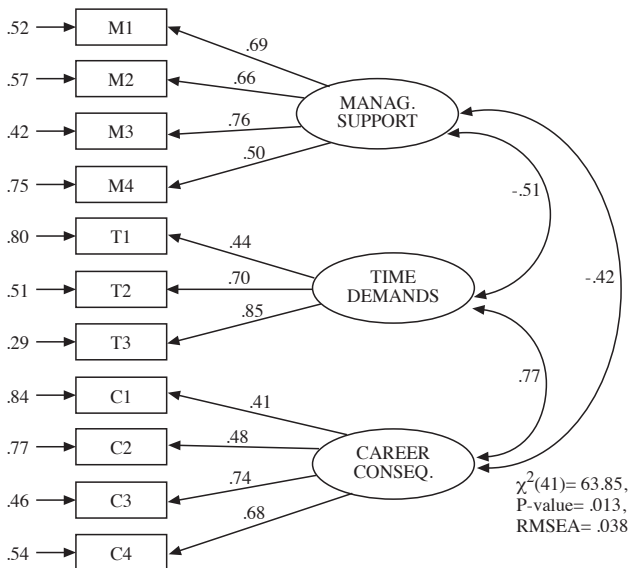 .52 M1 .69
.57 M2 .66
MANAG.
SUPPORT
.42 M3 .76
.75 M4 .50
-.51
.80 T1 .44
.51 T2 .70
TIME
DEMANDS
-.42
.29 T3 .85
.77
.84 C1 .41
.77 C2 .48
CAREER
CONSEQ.
.46 C3 .74
.54 C4 .68
χ²(41)= 63.85,
P-value= .013,
RMSEA= .038